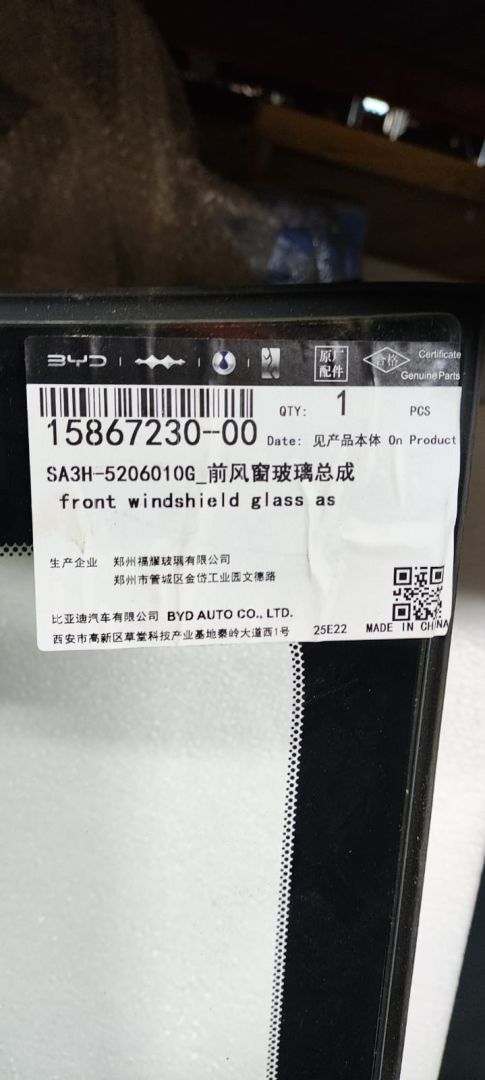 BYD
原厂 配件
合格
Certificate
Genuine Parts
QTY: 1 PCS
15867230--00
Date: 见产品本体 On Product
SA3H-5206010G_前风窗玻璃总成
front windshield glass as
生产企业 郑州福耀玻璃有限公司
郑州市管城区金岱工业园文德路
比亚迪汽车有限公司 BYD AUTO CO., LTD.
西安市高新区草堂科技产业基地秦岭大道西1号 25E22 MADE IN CHINA